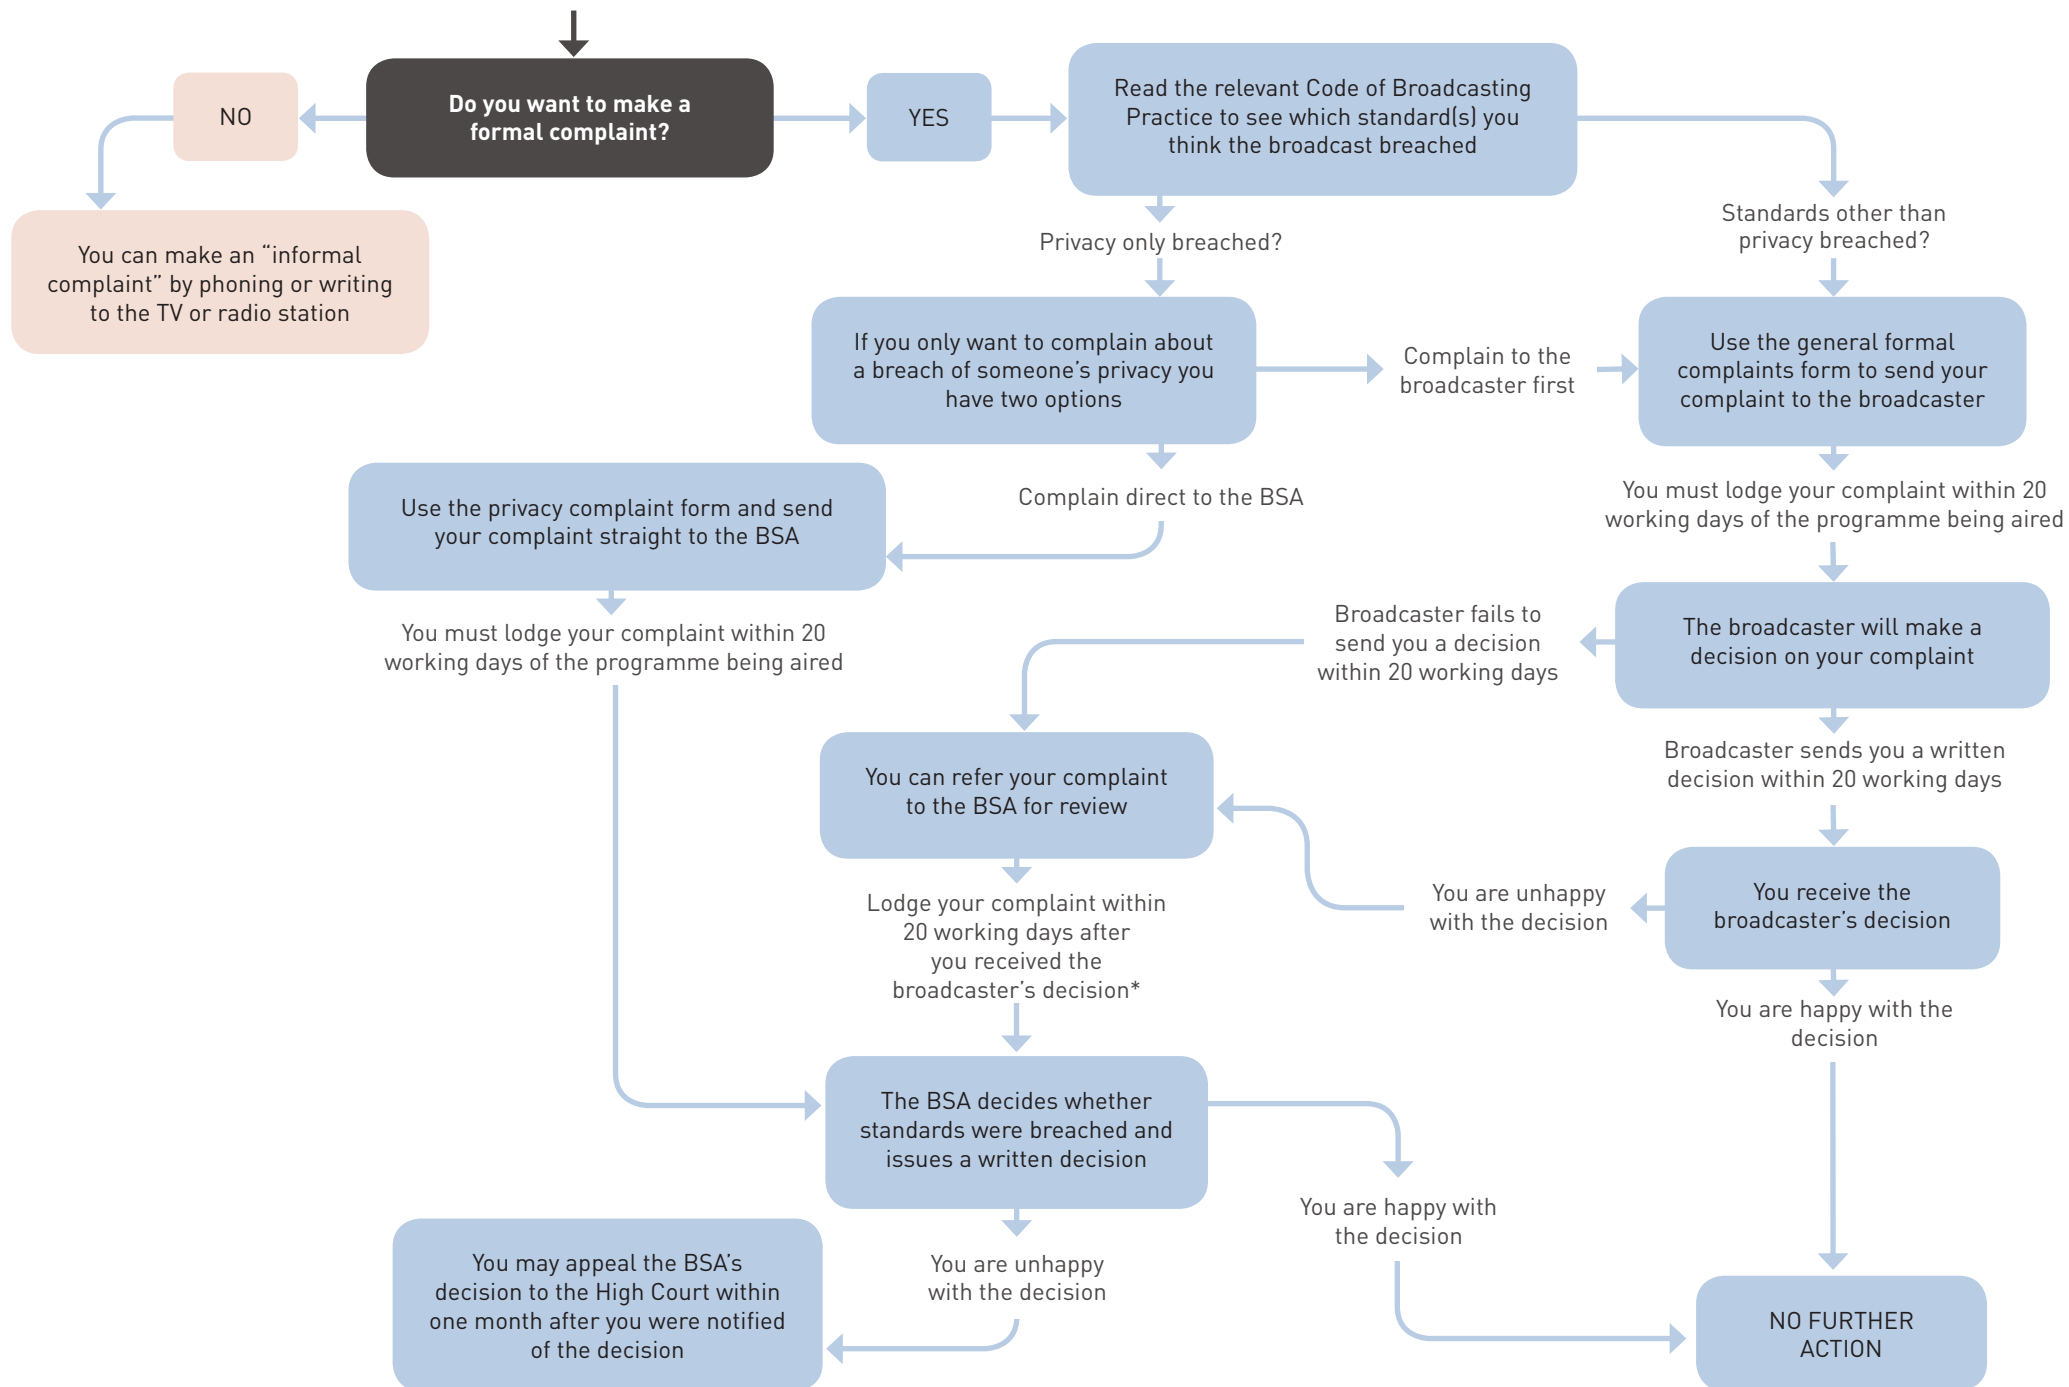 NO
Do you want to make a
formal complaint?
YES
Read the relevant Code of Broadcasting
Practice to see which standard(s) you
think the broadcast breached
You can make an “informal
complaint” by phoning or writing
to the TV or radio station
Privacy only breached?
Standards other than
privacy breached?
If you only want to complain about
a breach of someone’s privacy you
have two options
Complain to the
broadcaster first
Use the general formal
complaints form to send your
complaint to the broadcaster
Complain direct to the BSA
Use the privacy complaint form and send
your complaint straight to the BSA
You must lodge your complaint within 20
working days of the programme being aired
You must lodge your complaint within 20
working days of the programme being aired
Broadcaster fails to
send you a decision
within 20 working days
The broadcaster will make a
decision on your complaint
Broadcaster sends you a written
decision within 20 working days
You can refer your complaint
to the BSA for review
You are unhappy
with the decision
You receive the
broadcaster’s decision
Lodge your complaint within
20 working days after
you received the
broadcaster’s decision*
You are happy with the
decision
The BSA decides whether
standards were breached and
issues a written decision
You are happy with
the decision
You are unhappy
with the decision
You may appeal the BSA’s
decision to the High Court within
one month after you were notified
of the decision
NO FURTHER
ACTION